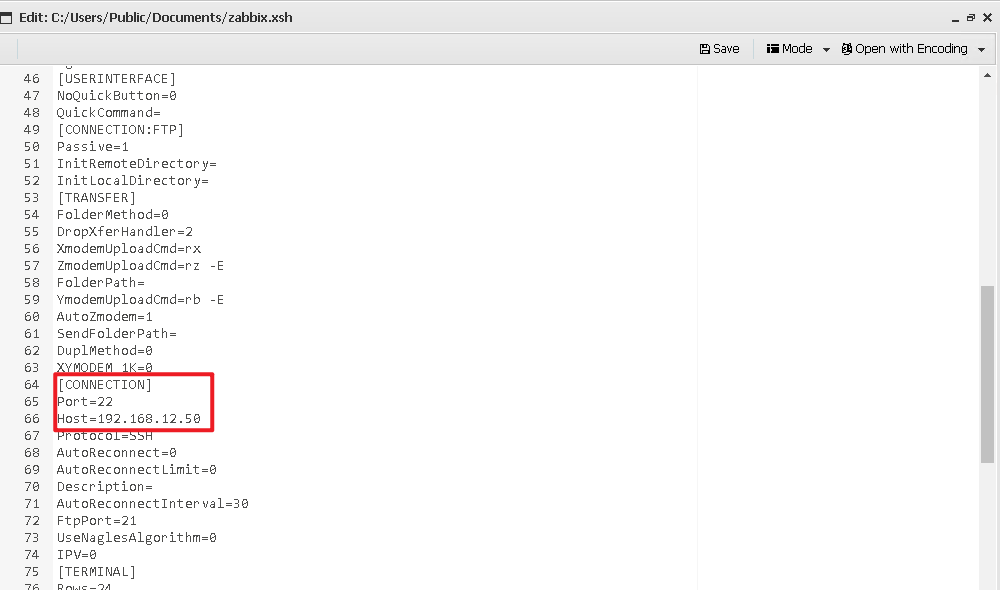 Edit: C:/Users/Public/Documents/zabbix.xsh
Save Mode Open with Encoding
46 [USERINTERFACE]
47 NoQuickButton=0
48 QuickCommand=
49 [CONNECTION:FTP]
50 Passive=1
51 InitRemoteDirectory=
52 InitLocalDirectory=
53 [TRANSFER]
54 FolderMethod=0
55 DropXferHandler=2
56 XmodemUploadCmd=rx
57 ZmodemUploadCmd=rz -E
58 FolderPath=
59 YmodemUploadCmd=rb -E
60 AutoZmodem=1
61 SendFolderPath=
62 DuplMethod=0
63 XYMODEM_1K=0
64 [CONNECTION]
65 Port=22
66 Host=192.168.12.50
67 Protocol=SSH
68 AutoReconnect=0
69 AutoReconnectLimit=0
70 Description=
71 AutoReconnectInterval=30
72 FtpPort=21
73 UseNaglesAlgorithm=0
74 IPV=0
75 [TERMINAL]
76 Rows=24